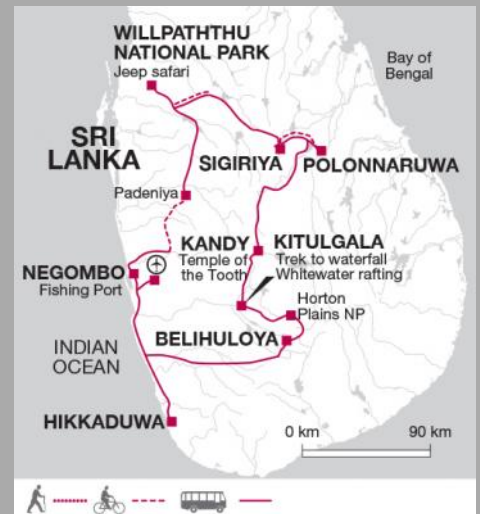 WILLPATHTHU
NATIONAL PARK
Jeep safari
Bay of
Bengal
SRI
LANKA
SIGIRIYA
POLONNARUWA
Padeniya
KANDY
Temple of
the Tooth
KITULGALA
Trek to waterfall
Whitewater rafting
NEGOMBO
Fishing Port
Horton
Plains NP
BELIHULOYA
INDIAN
OCEAN
HIKKADUWA
0 km
90 km